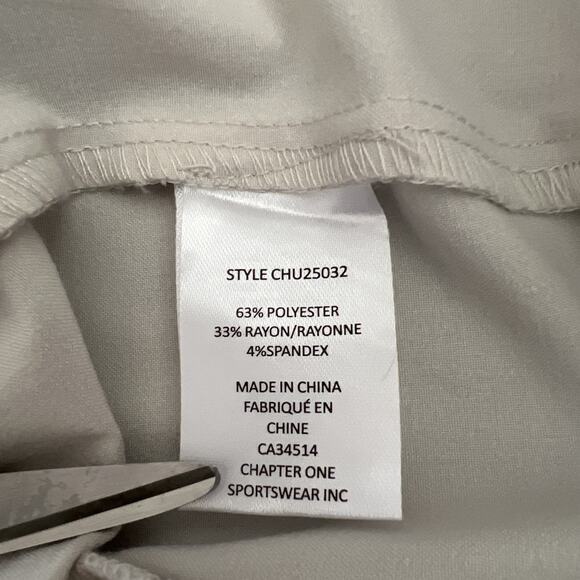 STYLE CHU25032
63% POLYESTER
33% RAYON/RAYONNE
4%SPANDEX
MADE IN CHINA
FABRIQUÉ EN
CHINE
CA34514
CHAPTER ONE
SPORTSWEAR INC